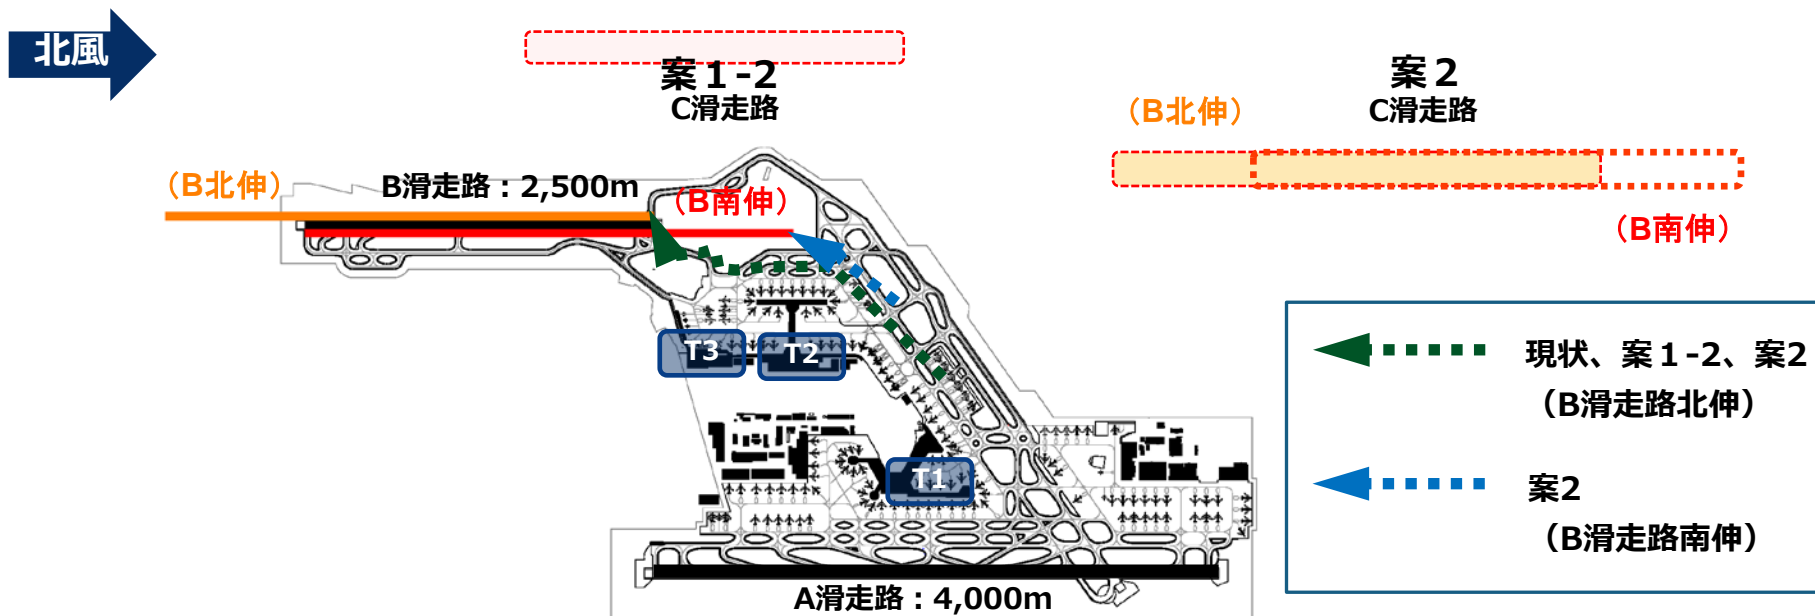 北風
案１-2
C滑走路
案２
（B北伸）
C滑走路
（B北伸）
B滑走路：2,500m
（B南伸）
（B南伸）
T3
T2
T1
A滑走路：4,000m
現状、案１-2、案2
（B滑走路北伸）
案2
（B滑走路南伸）